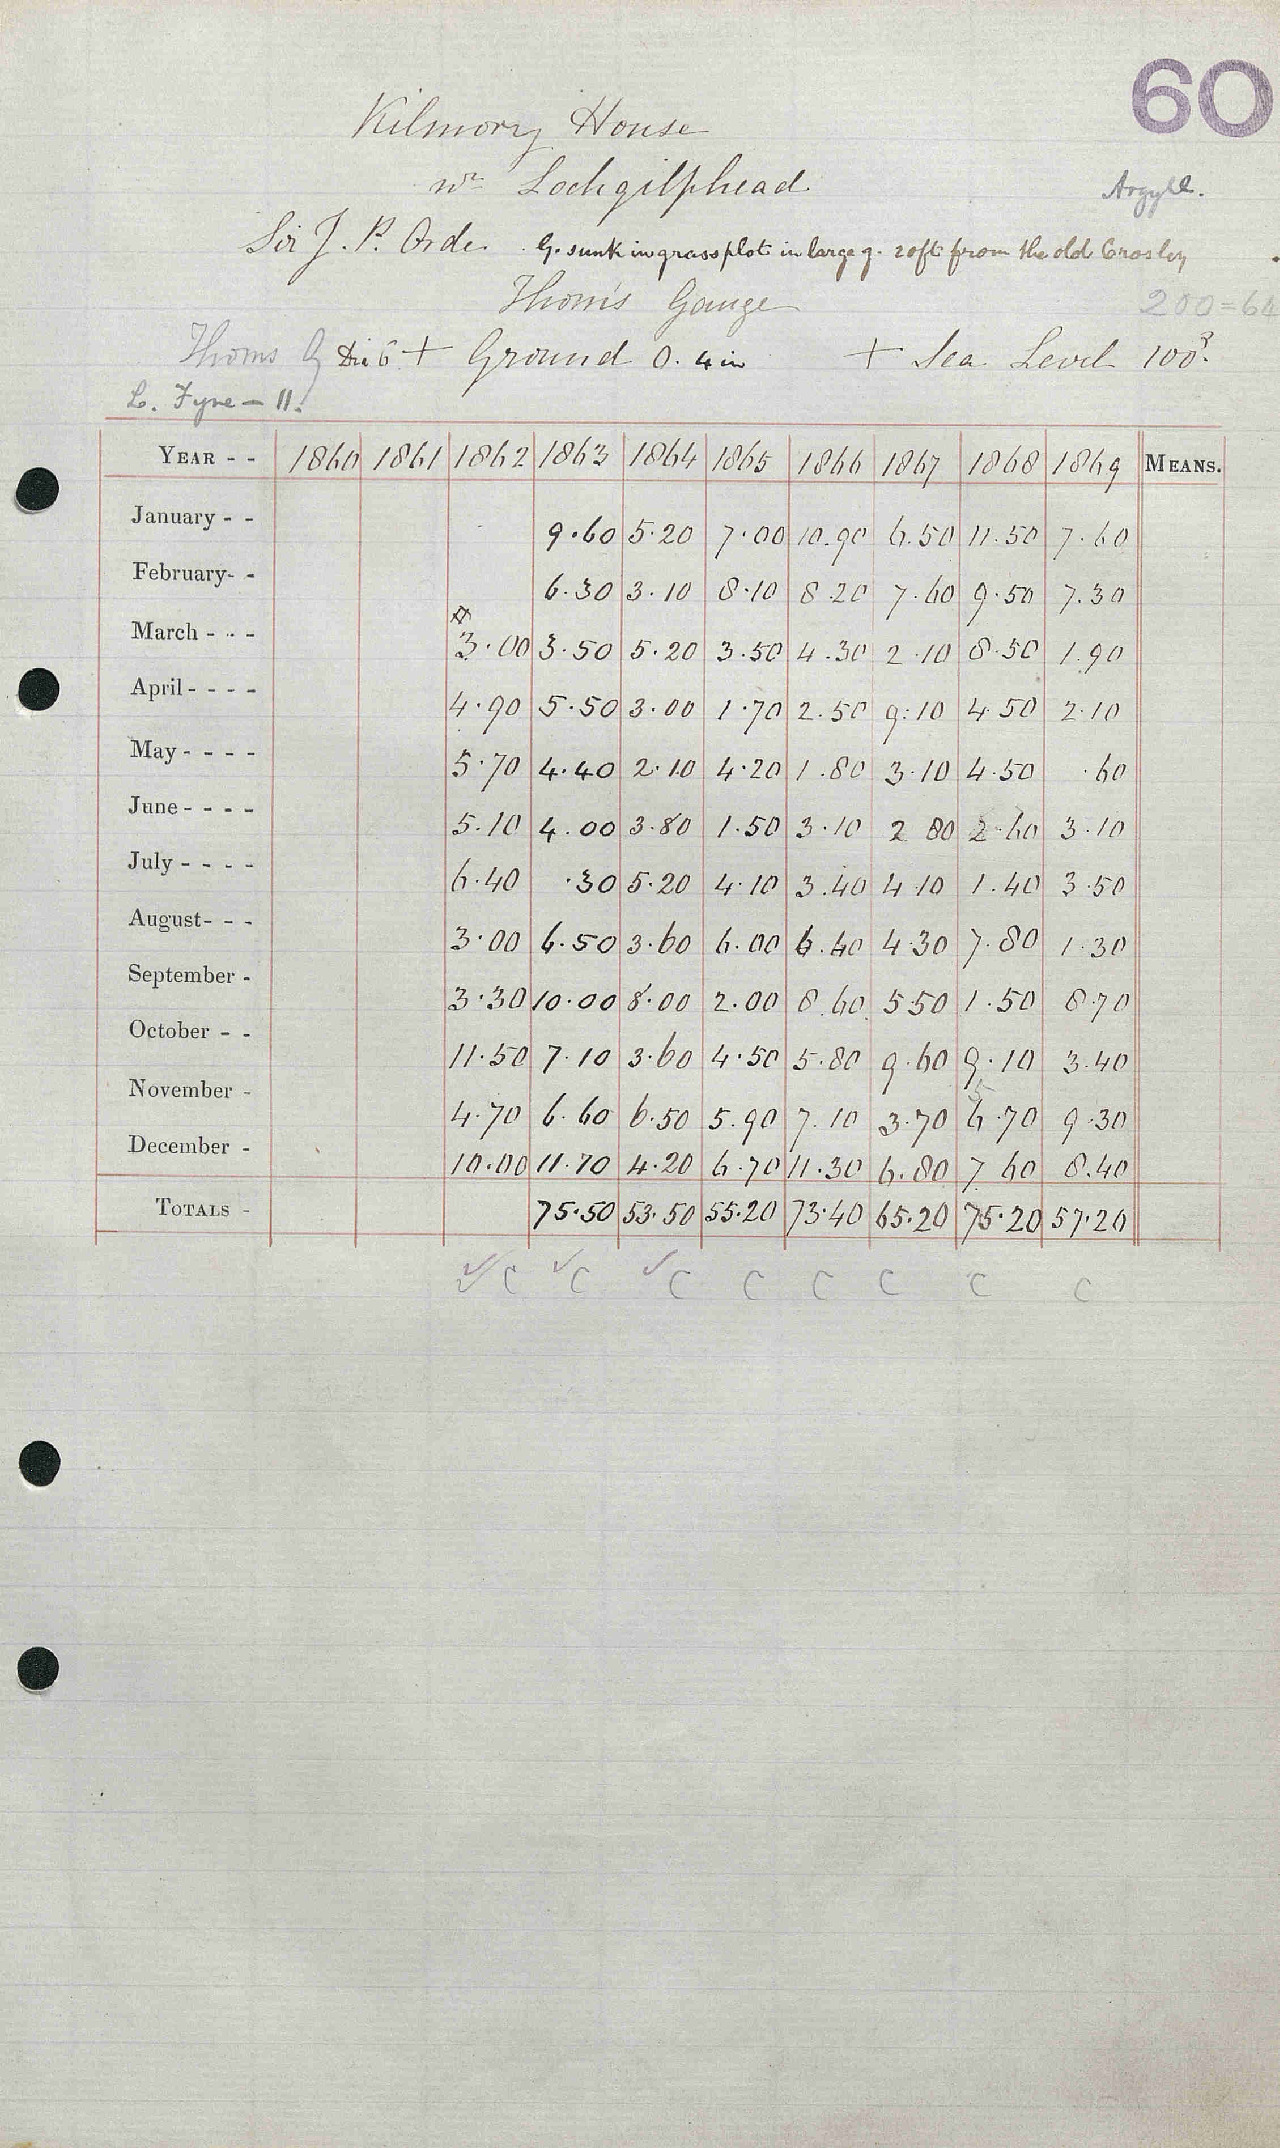 60
Kilmory House
nr Lochgilphead
Argyll.
Sir J. P. Orde. G. sunk in grass plot in large g. 20ft from the old Crosley
Thom's Gauge
200=64
Thoms G Dia 6 + Ground 0. 4 in + Sea Level 100?
L. Fyne - 11.
YEAR - - 1860 1861 1862 1863 1864 1865 1866 1867 1868 1869 MEANS.
January - - 9.60 5.20 7.00 10.90 6.50 11.50 7.60
February- - 6.30 3.10 8.10 8.20 7.60 9.50 7.30
March - - - 3.00 3.50 5.20 3.50 4.30 2.10 8.50 1.90
April - - - - 4.90 5.50 3.00 1.70 2.50 9.10 4.50 2.10
May - - - - 5.70 4.40 2.10 4.20 1.80 3.10 4.50 .60
June - - - - 5.10 4.00 3.80 1.50 3.10 2 80 2.60 3.10
July - - - - 6.40 .30 5.20 4.10 3.40 4.10 1.40 3.50
August- - - 3.00 6.50 3.60 6.00 6.40 4.30 7.80 1.30
September - 3.30 10.00 8.00 2.00 8.60 5.50 1.50 8.70
October - - 11.50 7.10 3.60 4.50 5.80 9.60 9.10 3.40
5
November - 4.70 6.60 6.50 5.90 7.10 3.70 6.70 9.30
December - 10.00 11.70 4.20 6.70 11.30 6.80 7 60 8.40
TOTALS - 75.50 53.50 55.20 73.40 65.20 75.20 57.20
C C C C C C C C